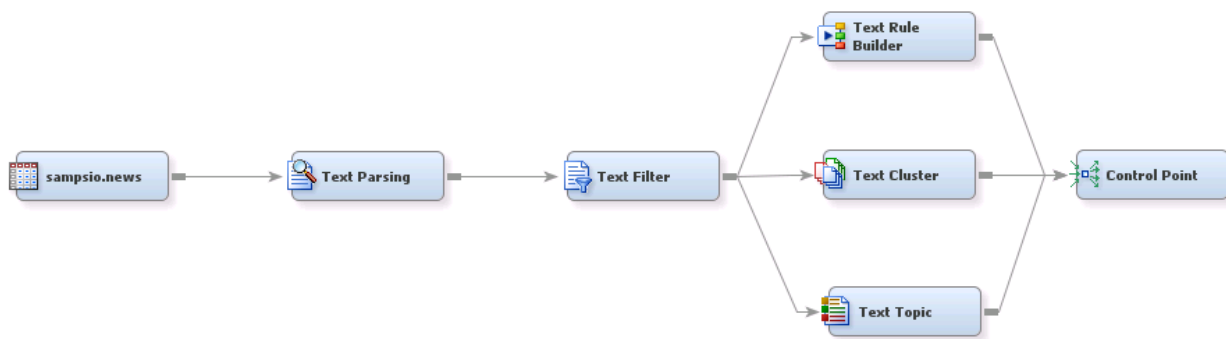 sampsio.news
Text Parsing
Text Filter
Text Rule
Builder
Text Cluster
Text Topic
Control Point